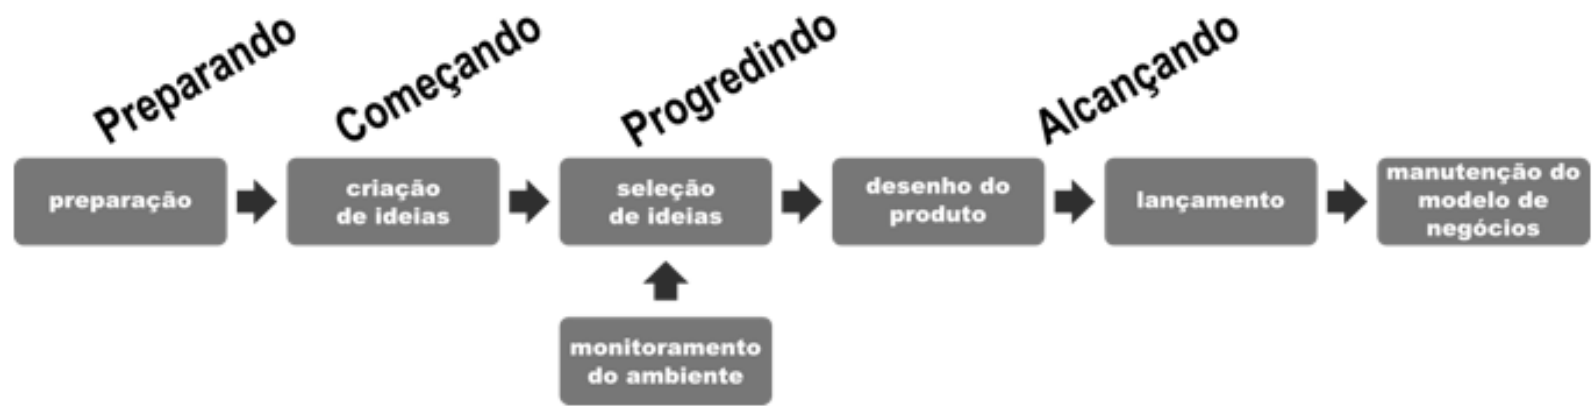 Preparando
Começando
Progredindo
Alcançando
preparação
criação
de ideias
seleção
de ideias
desenho do
produto
lançamento
manutenção do
modelo de
negócios
monitoramento
do ambiente